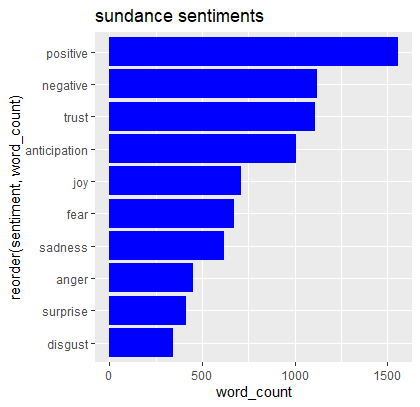 sundance sentiments
reorder(sentiment, word_count)
positive
negative
trust
anticipation
joy
fear
sadness
anger
surprise
disgust
0 500 1000 1500
word_count